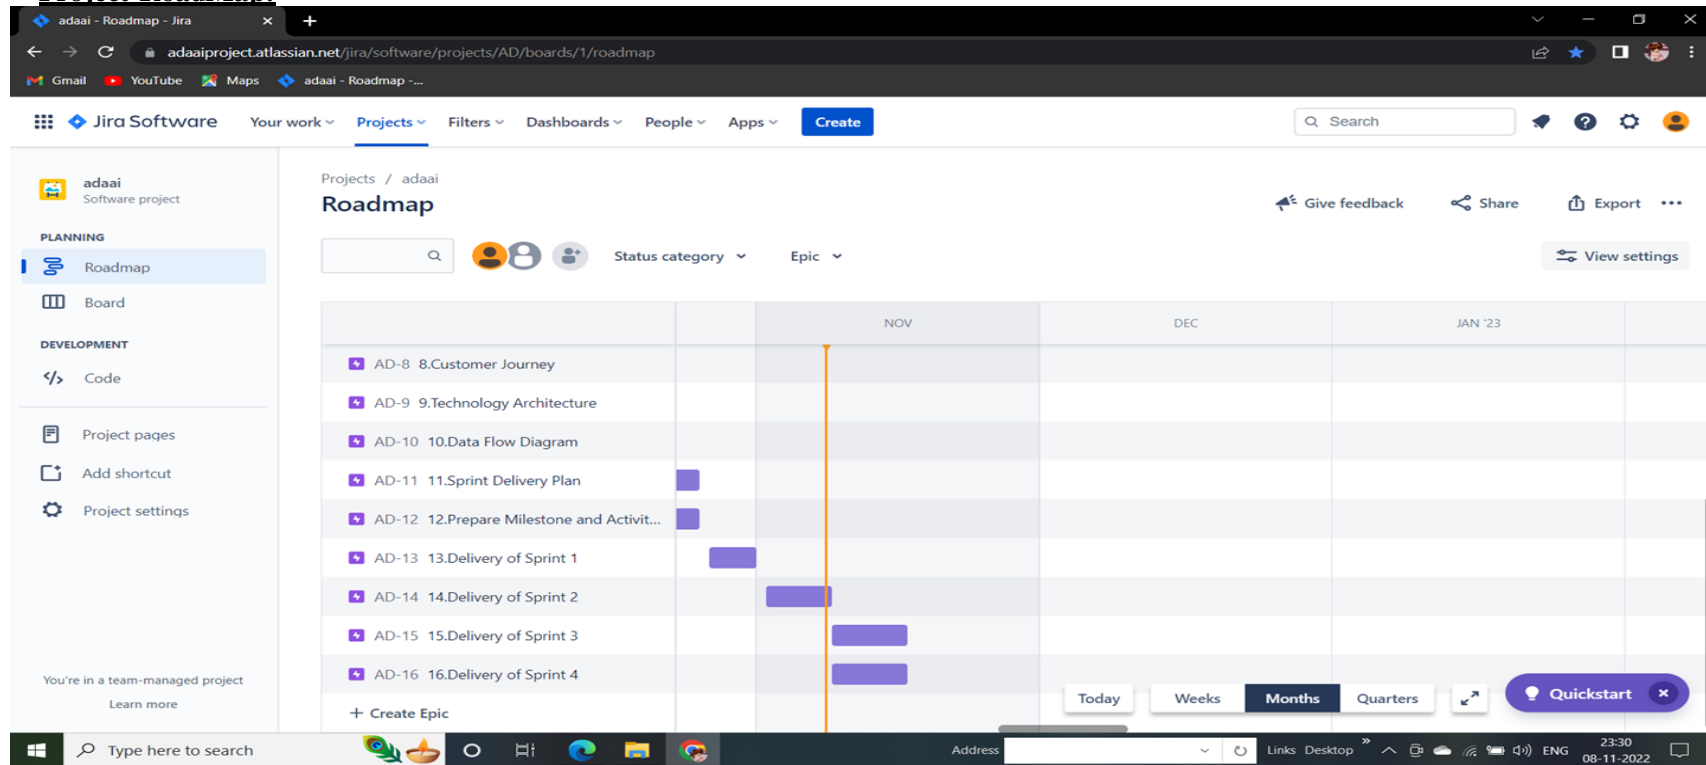 Project RoadMap:
adaai - Roadmap - Jira
adaaiproject.atlassian.net/jira/software/projects/AD/boards/1/roadmap
Gmail YouTube Maps adaai - Roadmap -...
Jira Software Your work Projects Filters Dashboards People Apps Create Search
adaai
Software project
PLANNING
Roadmap
Board
DEVELOPMENT
Code
Project pages
Add shortcut
Project settings
You're in a team-managed project
Learn more
Projects / adaai
Roadmap
Give feedback Share Export
Status category Epic View settings
NOV DEC JAN '23
AD-8 8.Customer Journey
AD-9 9.Technology Architecture
AD-10 10.Data Flow Diagram
AD-11 11.Sprint Delivery Plan
AD-12 12.Prepare Milestone and Activit...
AD-13 13.Delivery of Sprint 1
AD-14 14.Delivery of Sprint 2
AD-15 15.Delivery of Sprint 3
AD-16 16.Delivery of Sprint 4
+ Create Epic
Today Weeks Months Quarters Quickstart
Type here to search Address Links Desktop » ENG 23:30
08-11-2022